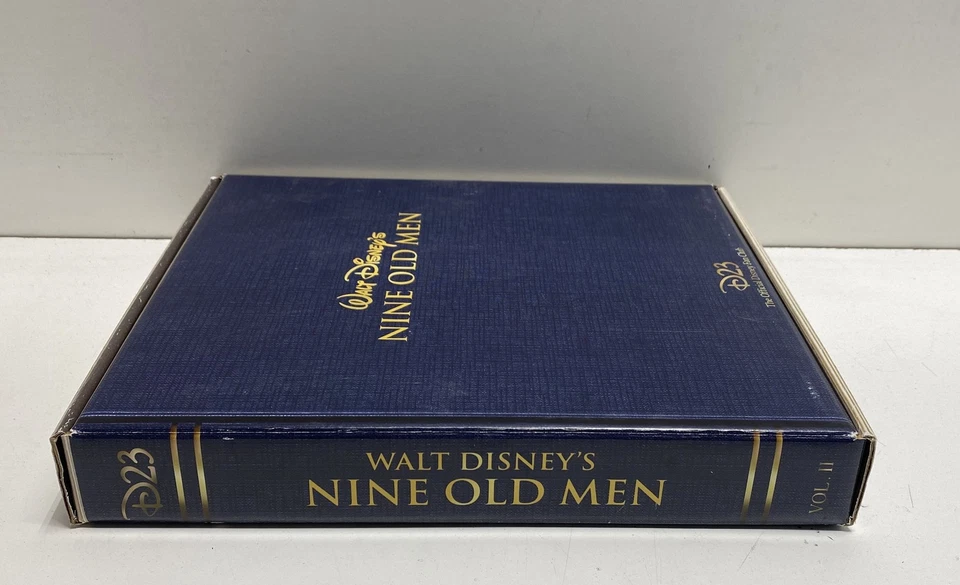 Walt Disney's
NINE OLD MEN
D23
The Official Disney Fan Club
D23
WALT DISNEY'S
NINE OLD MEN
VOL. II